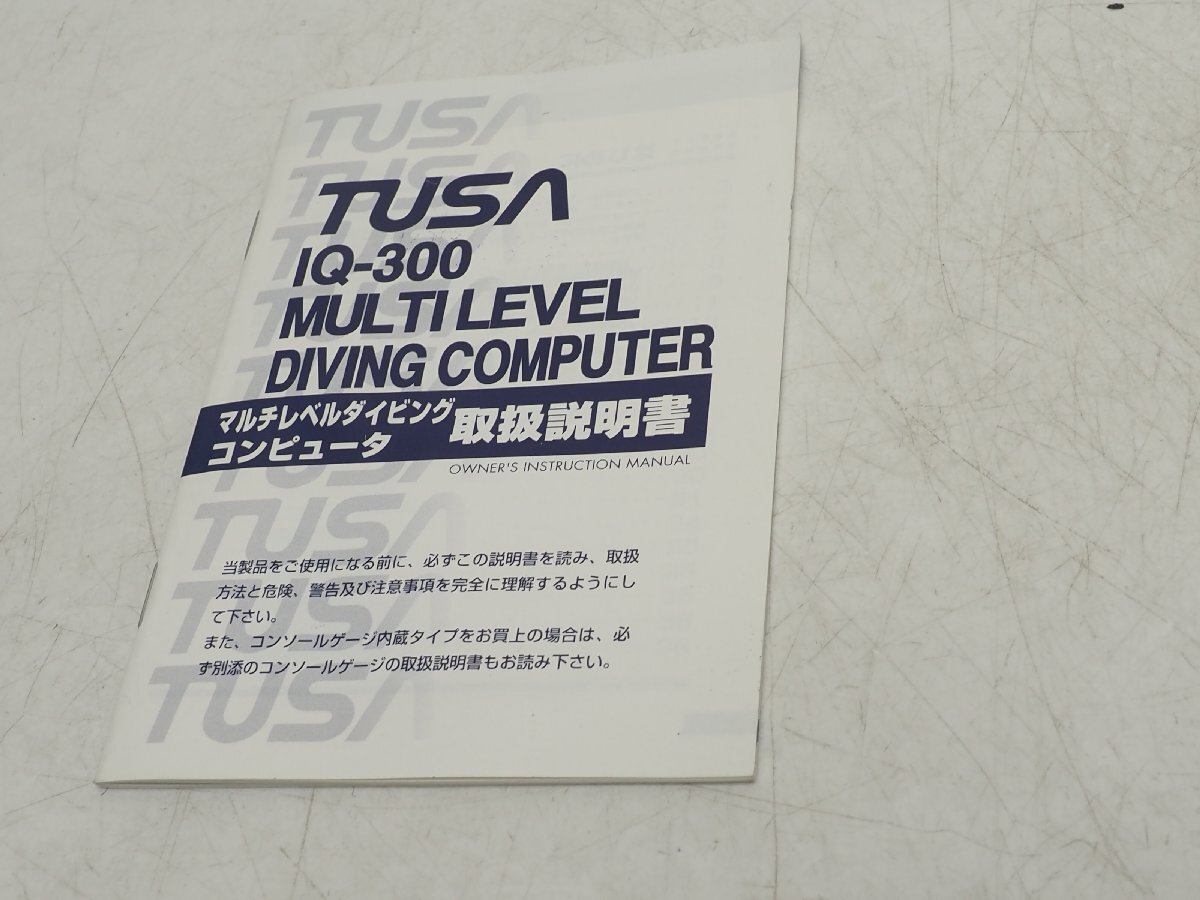 TUSA
TUSA
TUSA
IQ-300
MULTI LEVEL
DIVING COMPUTER
マルチレベルダイビング
コンピュータ
取扱説明書
OWNER'S INSTRUCTION MANUAL
TUSA
当製品をご使用になる前に、必ずこの説明書を読み、取扱
方法と危険、警告及び注意事項を完全に理解するようにし
て下さい。
TUSA
また、コンソールゲージ内蔵タイプをお買上の場合は、必
ず別添のコンソールゲージの取扱説明書もお読み下さい。
TUSA